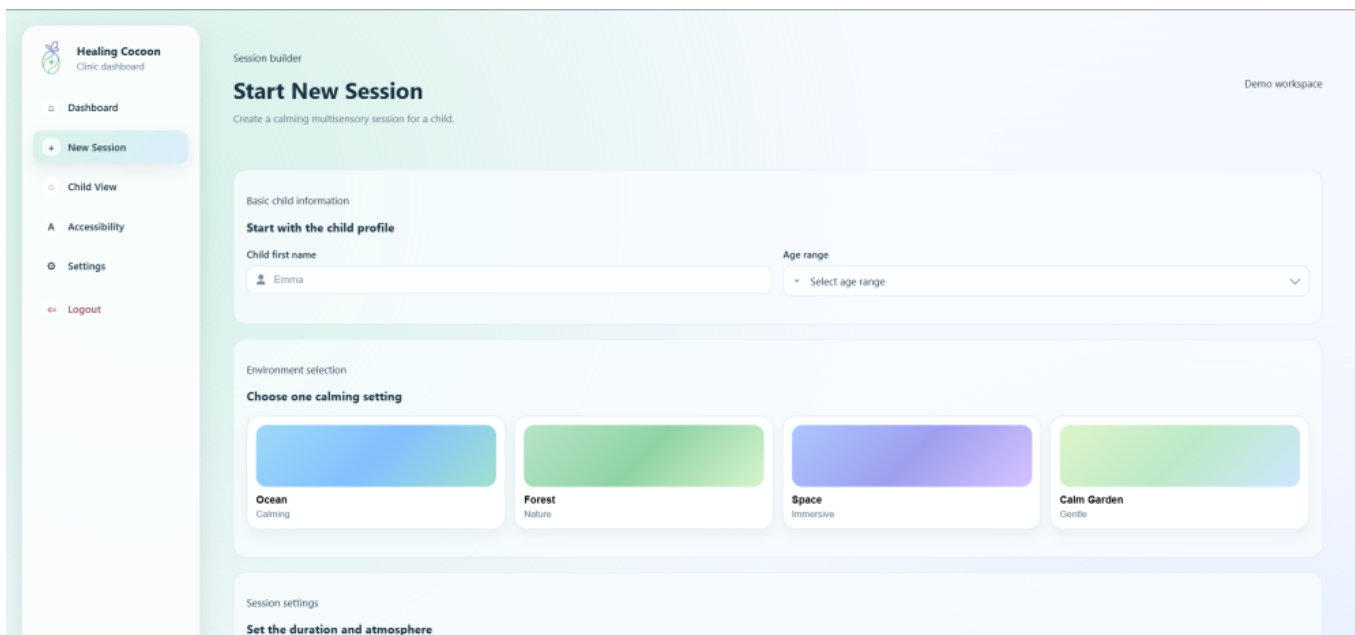 Healing Cocoon
Clinic dashboard
Dashboard
+ New Session
Child View
A Accessibility
Settings
Logout
Session builder
Start New Session
Create a calming multisensory session for a child.
Demo workspace
Basic child information
Start with the child profile
Child first name
Emma
Age range
Select age range
Environment selection
Choose one calming setting
Ocean
Calming
Forest
Nature
Space
Immersive
Calm Garden
Gentle
Session settings
Set the duration and atmosphere